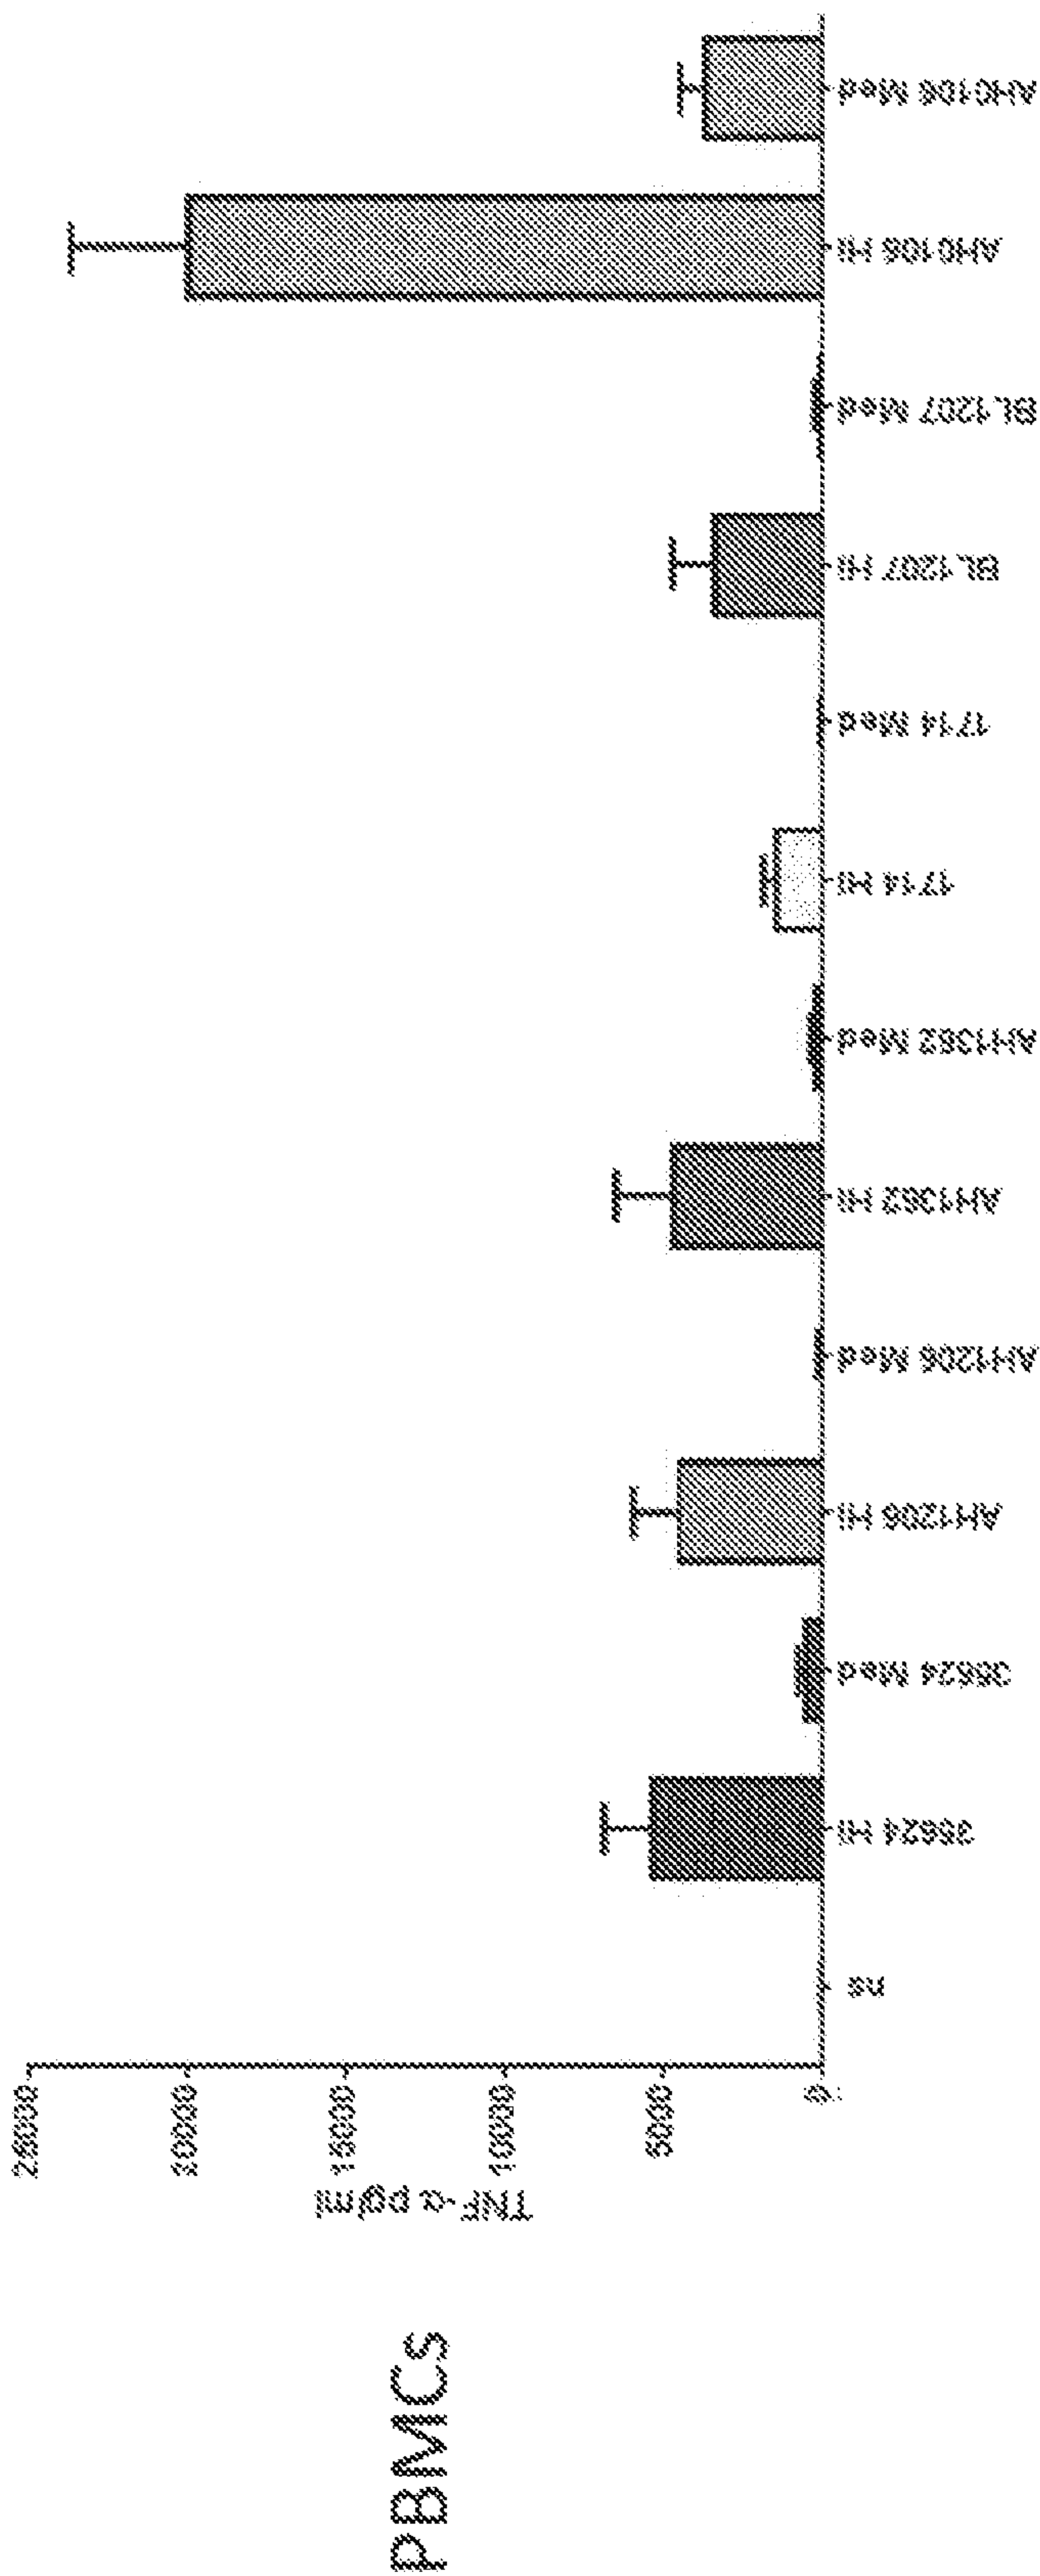 PBMCs
TNF-α pg/ml
25000
20000
15000
10000
5000
0
ns
35624 Hi
35624 Med
AH1206 Hi
AH1206 Med
AH1362 Hi
AH1362 Med
1714 Hi
1714 Med
BL1207 Hi
BL1207 Med
AH0106 Hi
AH0106 Med